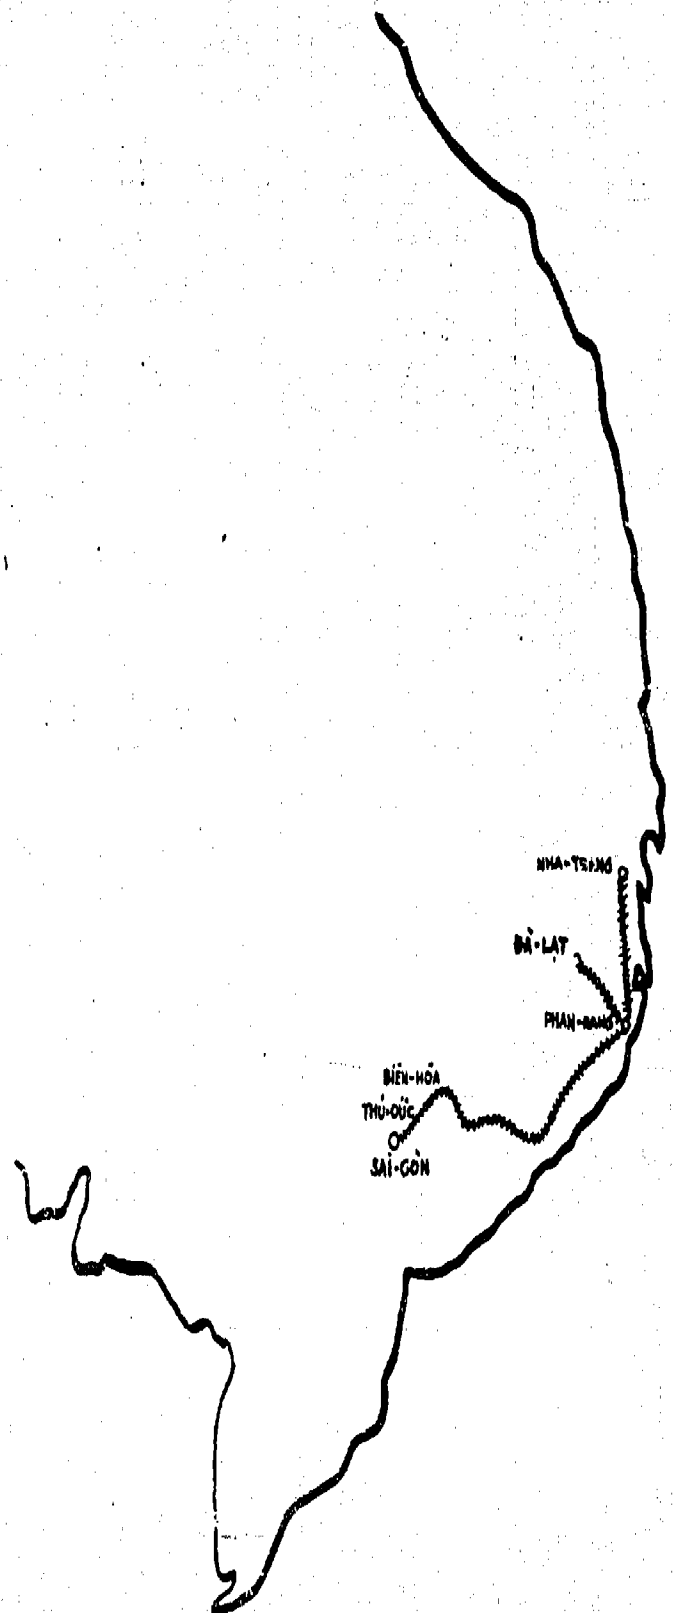 NHA-TRANG
ĐÀ-LẠT
PHAN-RANG
BIÊN-HÒA
THỦ-ĐỨC
SÀI-GÒN